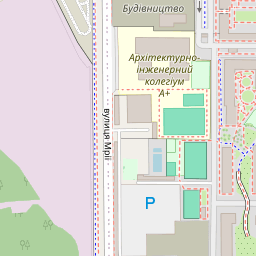 Будівництво
Архітектурно-
інженерний
колегіум
А+
вулиця Мрії
P